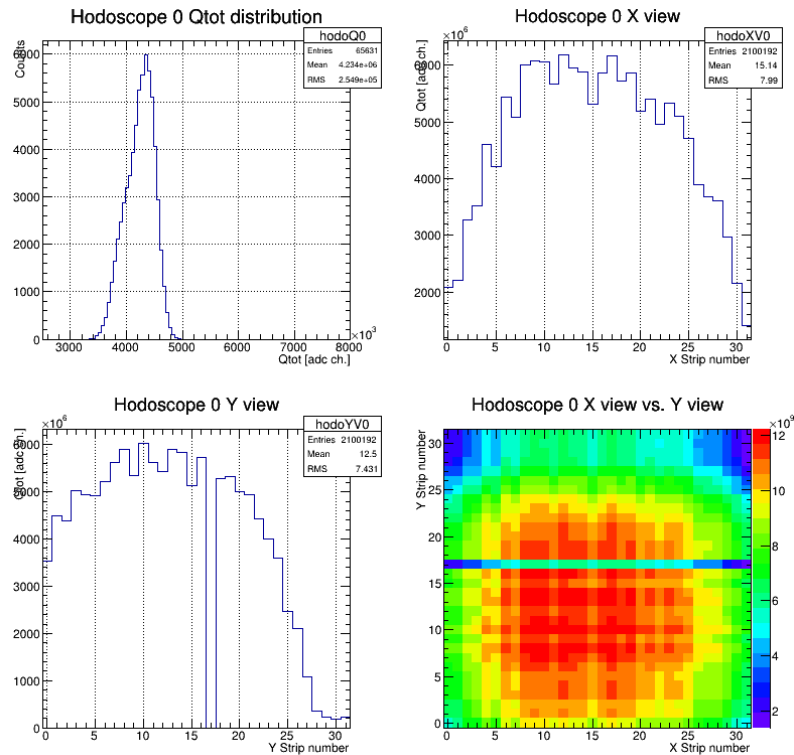 Hodoscope 0 Qtot distribution
hodoQ0
Entries 65631
Mean 4.234e+06
RMS 2.549e+05
Counts
6000
5000
4000
3000
2000
1000
0
3000 4000 5000 6000 7000 8000
×10³
Qtot [adc ch.]
Hodoscope 0 X view
hodoXV0
Entries 2100192
Mean 15.14
RMS 7.99
×10⁶
Qtot [adc ch.]
6000
5000
4000
3000
2000
0 5 10 15 20 25 30
X Strip number
Hodoscope 0 Y view
hodoYV0
Entries 2100192
Mean 12.5
RMS 7.431
×10⁶
Qtot [adc ch.]
6000
5000
4000
3000
2000
1000
0
0 5 10 15 20 25 30
Y Strip number
Hodoscope 0 X view vs. Y view
Y Strip number
30
25
20
15
10
5
0
0 5 10 15 20 25 30
X Strip number
×10⁹
12
10
8
6
4
2